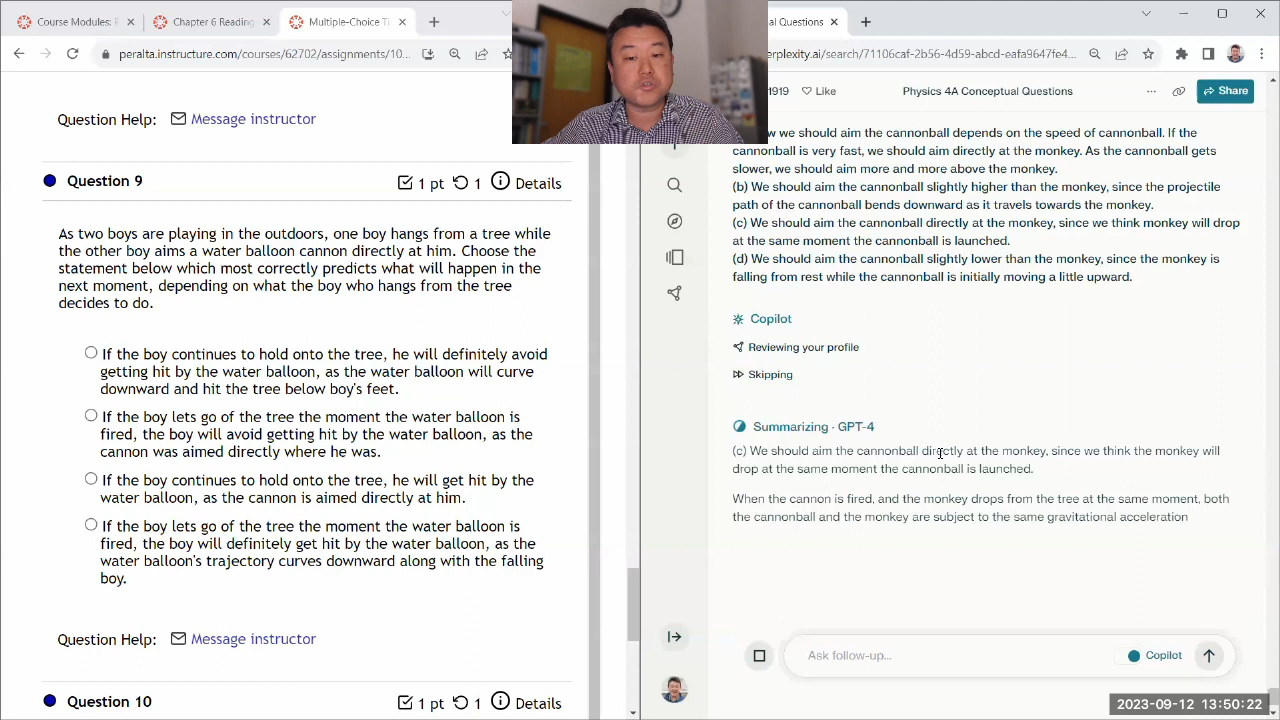 Course Modules: F
Chapter 6 Reading
Multiple-Choice T
al Questions
peralta.instructure.com/courses/62702/assignments/10...
erplexity.ai/search/71106caf-2b56-4d59-abcd-eafa9647fe4...
Question Help: Message instructor
Question 9
1 pt 1 Details
As two boys are playing in the outdoors, one boy hangs from a tree while
the other boy aims a water balloon cannon directly at him. Choose the
statement below which most correctly predicts what will happen in the
next moment, depending on what the boy who hangs from the tree
decides to do.
If the boy continues to hold onto the tree, he will definitely avoid
getting hit by the water balloon, as the water balloon will curve
downward and hit the tree below boy's feet.
If the boy lets go of the tree the moment the water balloon is
fired, the boy will avoid getting hit by the water balloon, as the
cannon was aimed directly where he was.
If the boy continues to hold onto the tree, he will get hit by the
water balloon, as the cannon is aimed directly at him.
If the boy lets go of the tree the moment the water balloon is
fired, the boy will definitely get hit by the water balloon, as the
water balloon's trajectory curves downward along with the falling
boy.
Question Help: Message instructor
Question 10
1 pt 1 Details
1919 Like
Physics 4A Conceptual Questions
Share
w we should aim the cannonball depends on the speed of cannonball. If the
cannonball is very fast, we should aim directly at the monkey. As the cannonball gets
slower, we should aim more and more above the monkey.
(b) We should aim the cannonball slightly higher than the monkey, since the projectile
path of the cannonball bends downward as it travels towards the monkey.
(c) We should aim the cannonball directly at the monkey, since we think monkey will drop
at the same moment the cannonball is launched.
(d) We should aim the cannonball slightly lower than the monkey, since the monkey is
falling from rest while the cannonball is initially moving a little upward.
Copilot
Reviewing your profile
Skipping
Summarizing · GPT-4
(c) We should aim the cannonball directly at the monkey, since we think the monkey will
drop at the same moment the cannonball is launched.
When the cannon is fired, and the monkey drops from the tree at the same moment, both
the cannonball and the monkey are subject to the same gravitational acceleration
Ask follow-up...
Copilot
2023-09-12 13:50:22